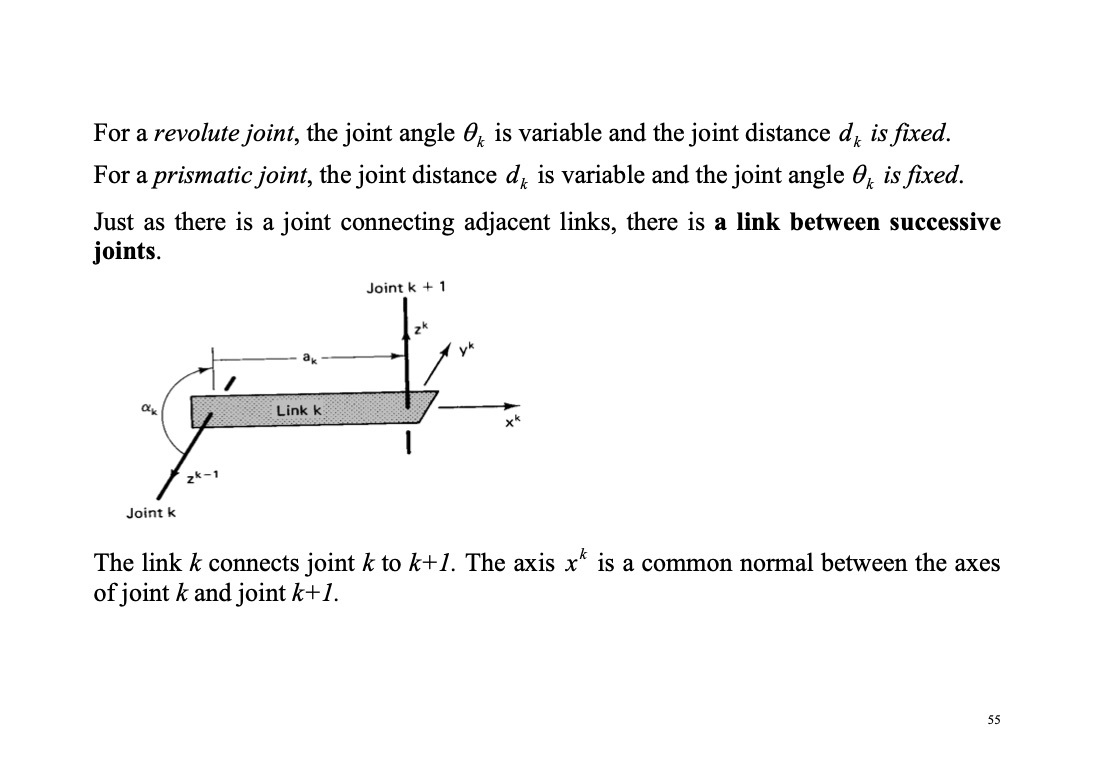 For a revolute joint, the joint angle θₖ is variable and the joint distance dₖ is fixed.
For a prismatic joint, the joint distance dₖ is variable and the joint angle θₖ is fixed.
Just as there is a joint connecting adjacent links, there is a link between successive
joints.
Joint k + 1
zᵏ
yᵏ
aₖ
αₖ
Link k
xᵏ
zᵏ⁻¹
Joint k
The link k connects joint k to k+1. The axis xᵏ is a common normal between the axes
of joint k and joint k+1.
55